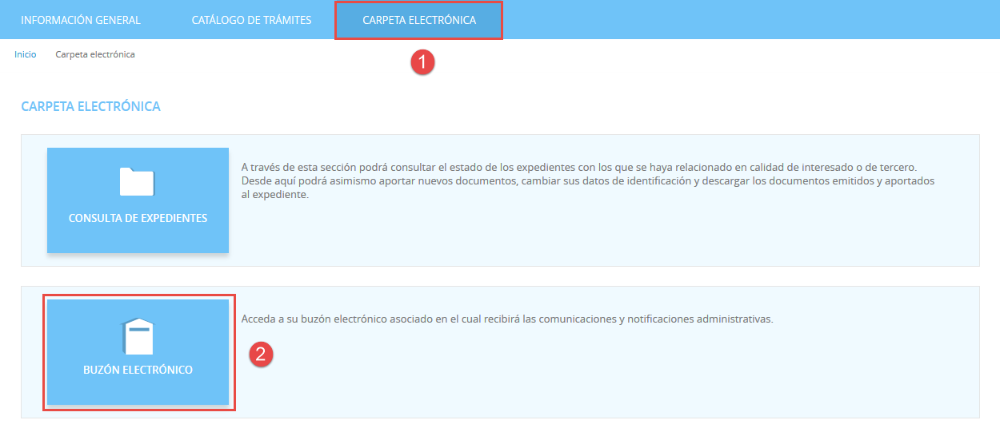 INFORMACIÓN GENERAL
CATÁLOGO DE TRÁMITES
CARPETA ELECTRÓNICA
Inicio
Carpeta electrónica
1
CARPETA ELECTRÓNICA
CONSULTA DE EXPEDIENTES
A través de esta sección podrá consultar el estado de los expedientes con los que se haya relacionado en calidad de interesado o de tercero.
Desde aquí podrá asimismo aportar nuevos documentos, cambiar sus datos de identificación y descargar los documentos emitidos y aportados
al expediente.
BUZÓN ELECTRÓNICO
Acceda a su buzón electrónico asociado en el cual recibirá las comunicaciones y notificaciones administrativas.
2